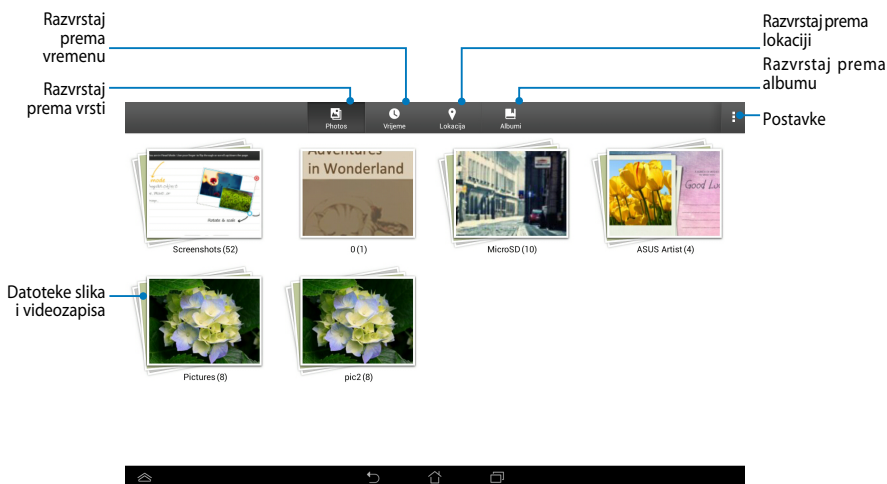 Razvrstaj
prema
vremenu
Razvrstaj prema
lokaciji
Razvrstaj
prema vrsti
Razvrstaj prema
albumu
Postavke
Photos
Vrijeme
Lokacija
Albumi
Adventures
in Wonderland
Good
Screenshots (52)
0 (1)
MicroSD (10)
ASUS Artist (4)
Datoteke slika
i videozapisa
Pictures (8)
pic2 (8)